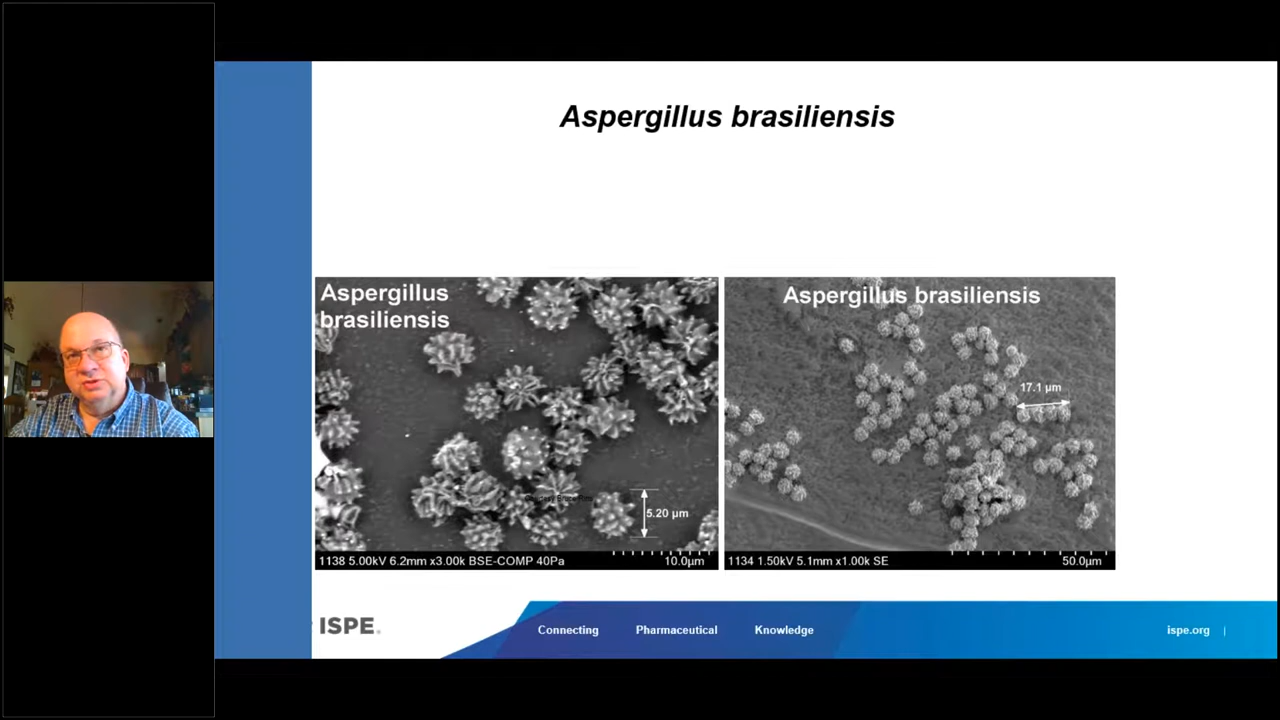 Aspergillus brasiliensis
Aspergillus
brasiliensis
Courtesy Bruce
5.20 µm
1138 5.00kV 6.2mm x3.00k BSE-COMP 40Pa
10.0µm
Aspergillus brasiliensis
17.1 µm
1134 1.50kV 5.1mm x1.00k SE
50.0µm
ISPE®
Connecting Pharmaceutical Knowledge
ispe.org |